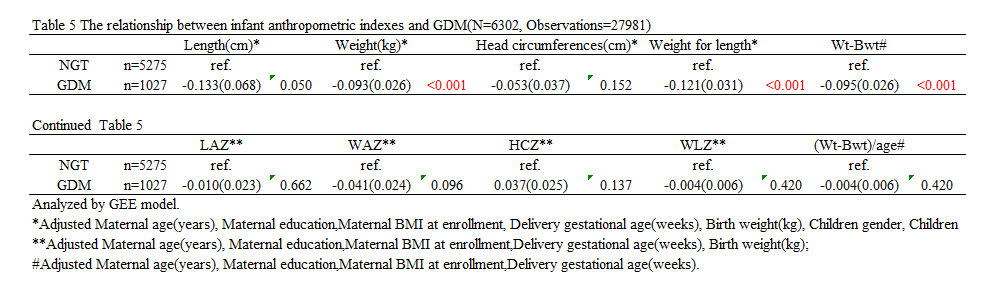 Table 5 The relationship between infant anthropometric indexes and GDM(N=6302, Observations=27981)
Length(cm)* Weight(kg)* Head circumferences(cm)* Weight for length* Wt-Bwt#
NGT n=5275 ref. ref. ref. ref. ref.
GDM n=1027 -0.133(0.068) 0.050 -0.093(0.026) <0.001 -0.053(0.037) 0.152 -0.121(0.031) <0.001 -0.095(0.026) <0.001
Continued Table 5
LAZ** WAZ** HCZ** WLZ** (Wt-Bwt)/age#
NGT n=5275 ref. ref. ref. ref. ref.
GDM n=1027 -0.010(0.023) 0.662 -0.041(0.024) 0.096 0.037(0.025) 0.137 -0.004(0.006) 0.420 -0.004(0.006) 0.420
Analyzed by GEE model.
*Adjusted Maternal age(years), Maternal education,Maternal BMI at enrollment, Delivery gestational age(weeks), Birth weight(kg), Children gender, Children
**Adjusted Maternal age(years), Maternal education,Maternal BMI at enrollment,Delivery gestational age(weeks), Birth weight(kg);
#Adjusted Maternal age(years), Maternal education,Maternal BMI at enrollment,Delivery gestational age(weeks).